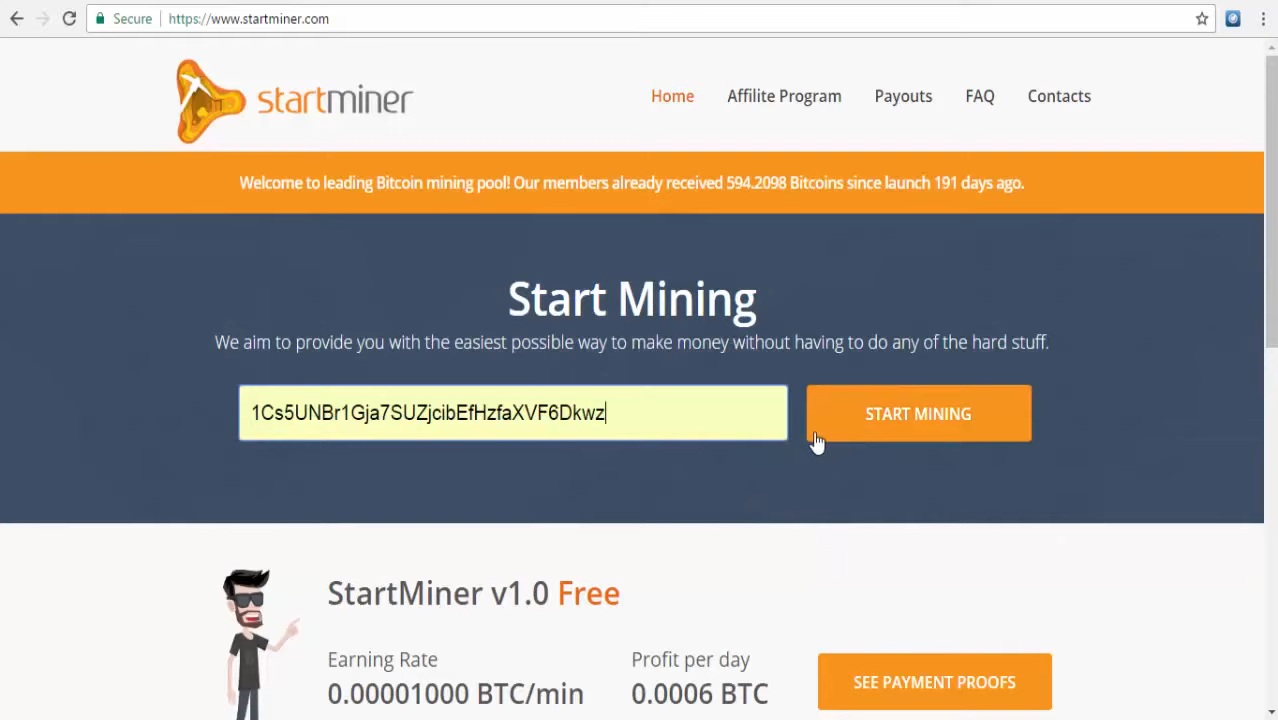 Secure https://www.startminer.com
startminer
Home Affilite Program Payouts FAQ Contacts
Welcome to leading Bitcoin mining pool! Our members already received 594.2098 Bitcoins since launch 191 days ago.
Start Mining
We aim to provide you with the easiest possible way to make money without having to do any of the hard stuff.
1Cs5UNBr1Gja7SUZjcibEfHzfaXVF6Dkwz START MINING
StartMiner v1.0 Free
Earning Rate Profit per day
0.00001000 BTC/min 0.0006 BTC SEE PAYMENT PROOFS